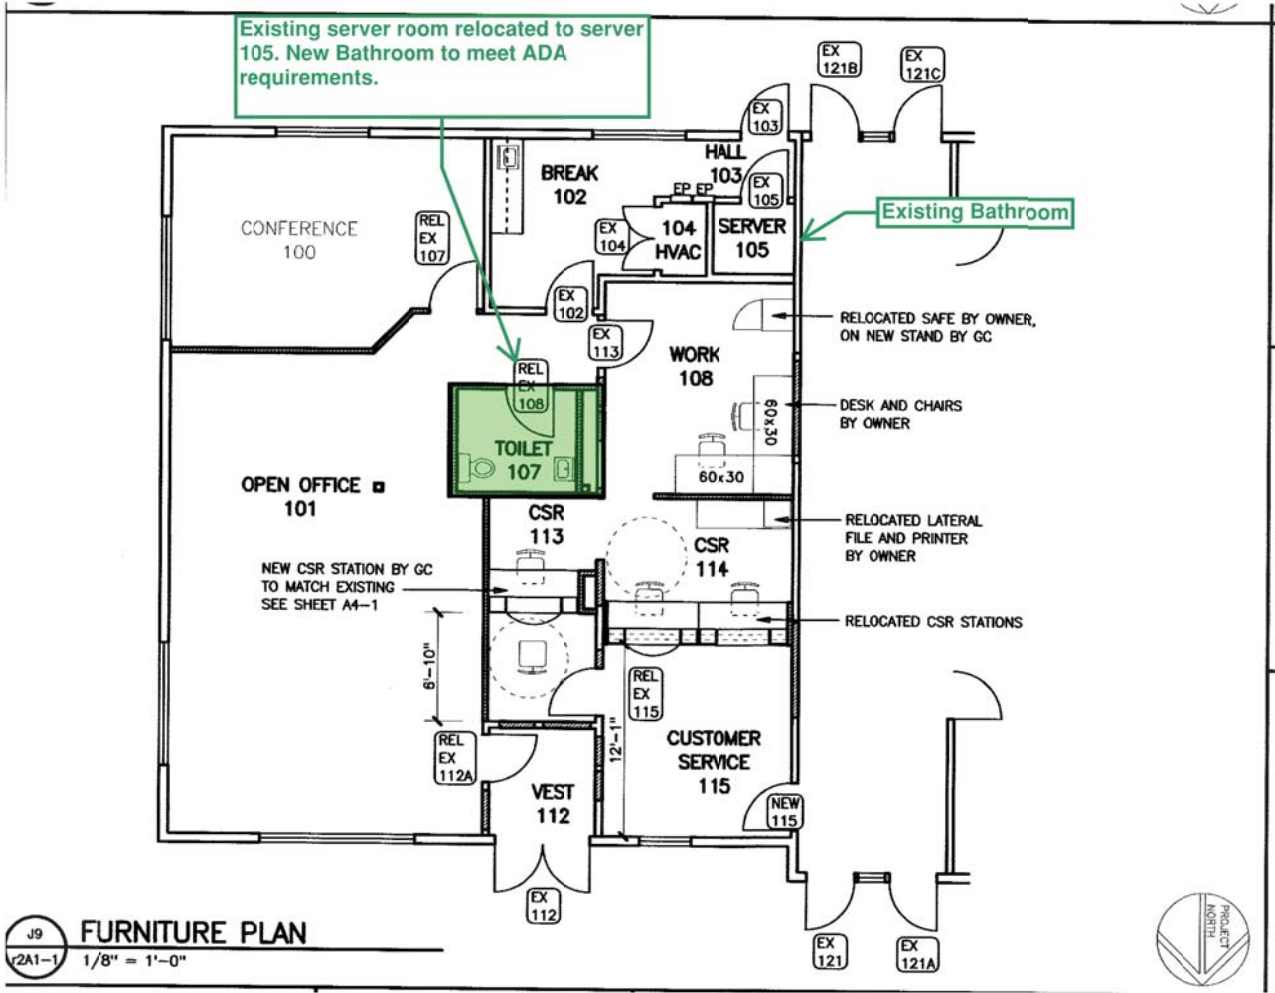 Existing server room relocated to server
105. New Bathroom to meet ADA
requirements.
EX
121B
EX
121C
EX
103
HALL
103
BREAK
102
EX
105
EP EP
Existing Bathroom
CONFERENCE
100
REL
EX
107
EX
104
104
HVAC
SERVER
105
EX
102
EX
113
RELOCATED SAFE BY OWNER,
ON NEW STAND BY GC
WORK
108
REL
EX
108
DESK AND CHAIRS
BY OWNER
60x30
60x30
TOILET
107
OPEN OFFICE
101
CSR
113
CSR
114
RELOCATED LATERAL
FILE AND PRINTER
BY OWNER
NEW CSR STATION BY GC
TO MATCH EXISTING
SEE SHEET A4-1
RELOCATED CSR STATIONS
6'-10"
REL
EX
115
12'-1"
REL
EX
112A
CUSTOMER
SERVICE
115
VEST
112
NEW
115
EX
112
EX
121
EX
121A
J9
r2A1-1
FURNITURE PLAN
1/8" = 1'-0"
PROJECT
NORTH